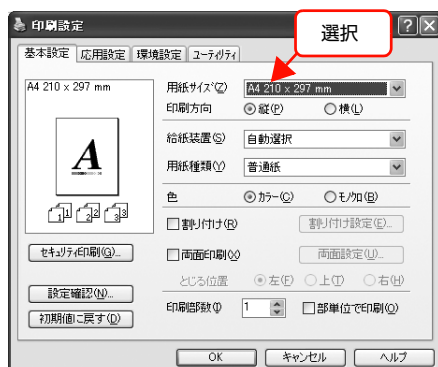 印刷設定
選択
?
×
基本設定 応用設定 環境設定 ユーティリティ
A4 210 x 297 mm
用紙サイズ(Z) A4 210 x 297 mm
印刷方向 縦(P) 横(L)
給紙装置(S) 自動選択
用紙種類(Y) 普通紙
A
色 カラー(C) モノクロ(B)
1 1 2 2 3 3
割り付け(R) 割り付け設定(E)...
セキュリティ印刷(G)... 両面印刷(X) 両面設定(U)...
とじる位置 左(F) 上(T) 右(H)
設定確認(N)...
印刷部数(I) 1 部単位で印刷(O)
初期値に戻す(D)
OK キャンセル ヘルプ